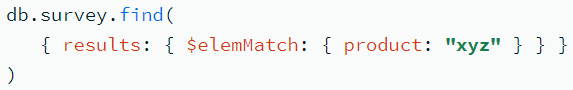 db.survey.find(
   { results: { $elemMatch: { product: "xyz" } } }
)